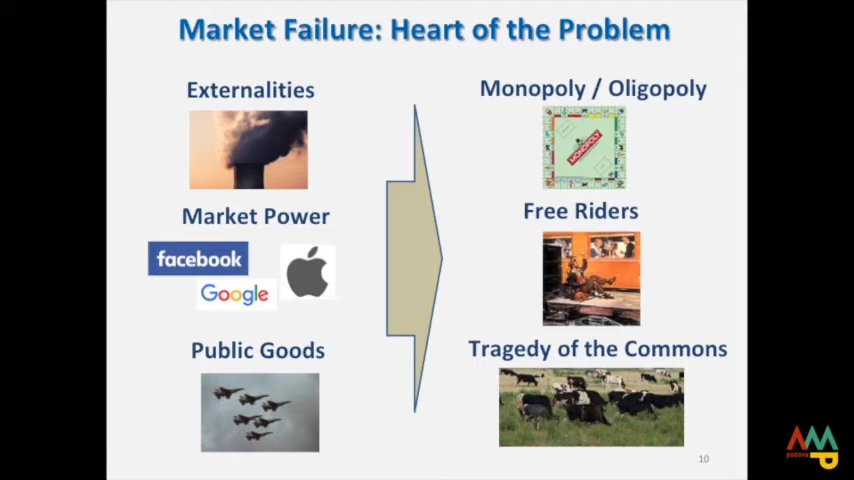 Market Failure: Heart of the Problem
Externalities
Monopoly / Oligopoly
MONOPOLY
Market Power
Free Riders
facebook
Google
Public Goods
Tragedy of the Commons
10
padova